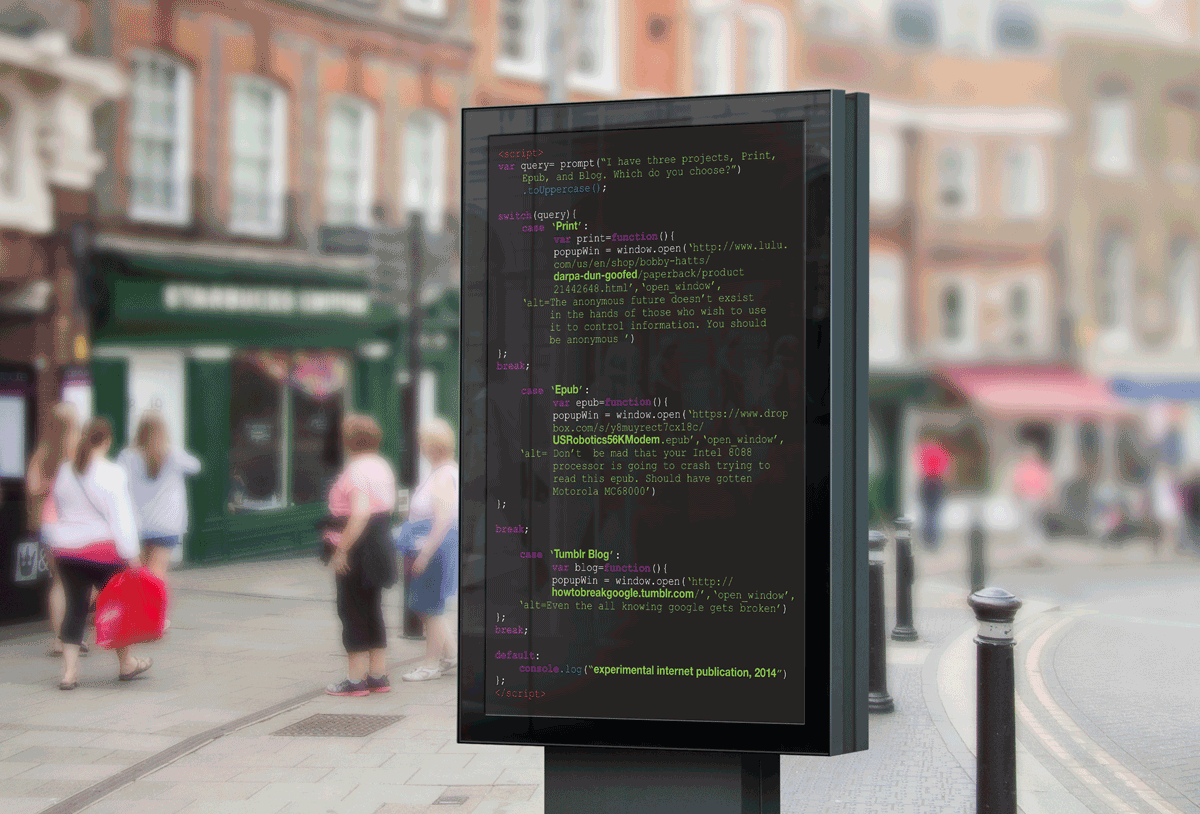 <script>
var query= prompt(“I have three projects, Print,
Epub, and Blog. Which do you choose?”)
.toUppercase();
switch(query){
case ‘Print’:
var print=function(){
popupWin = window.open(‘http://www.lulu.
com/us/en/shop/bobby-hatts/
darpa-dun-goofed/paperback/product
21442648.html’,‘open_window’,
‘alt=The anonymous future doesn’t exsist
in the hands of those who wish to use
it to control information. You should
be anonymous ’)
};
break;
case ‘Epub’:
var epub=function(){
popupWin = window.open(‘https://www.drop
box.com/s/y8muyrect7cxl8c/
USRobotics56KModem.epub’,‘open_window’,
‘alt= Don’t be mad that your Intel 8088
processor is going to crash trying to
read this epub. Should have gotten
Motorola MC68000’)
};
break;
case ‘Tumblr Blog’:
var blog=function(){
popupWin = window.open(‘http://
howtobreakgoogle.tumblr.com/’,‘open_window’,
‘alt=Even the all knowing google gets broken’)
};
break;
default:
console.log(“experimental internet publication, 2014”)
};
</script>